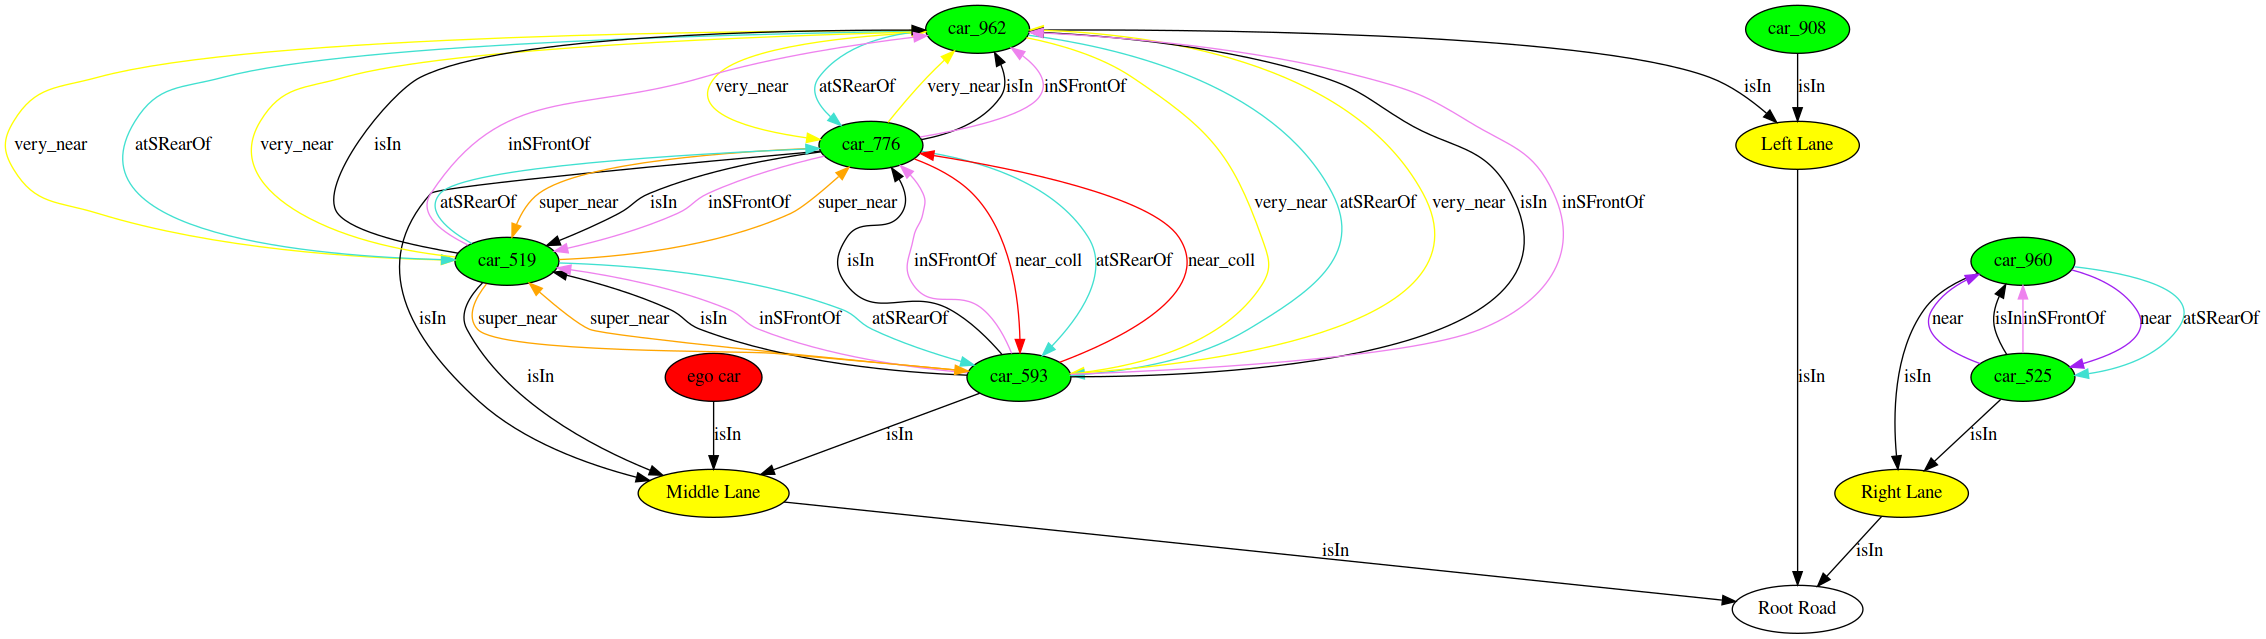 car_962
car_908
very_near
atSRearOf
very_near
isIn
inSFrontOf
isIn
isIn
very_near
atSRearOf
very_near
isIn
inSFrontOf
car_776
Left Lane
atSRearOf
super_near
isIn
inSFrontOf
super_near
very_near
atSRearOf
very_near
isIn
inSFrontOf
car_519
isIn
inSFrontOf
near_coll
atSRearOf
near_coll
car_960
isIn
super_near
super_near
isIn
inSFrontOf
atSRearOf
near
isIn
inSFrontOf
near
atSRearOf
isIn
ego car
car_593
isIn
isIn
car_525
isIn
isIn
isIn
Middle Lane
Right Lane
isIn
isIn
Root Road